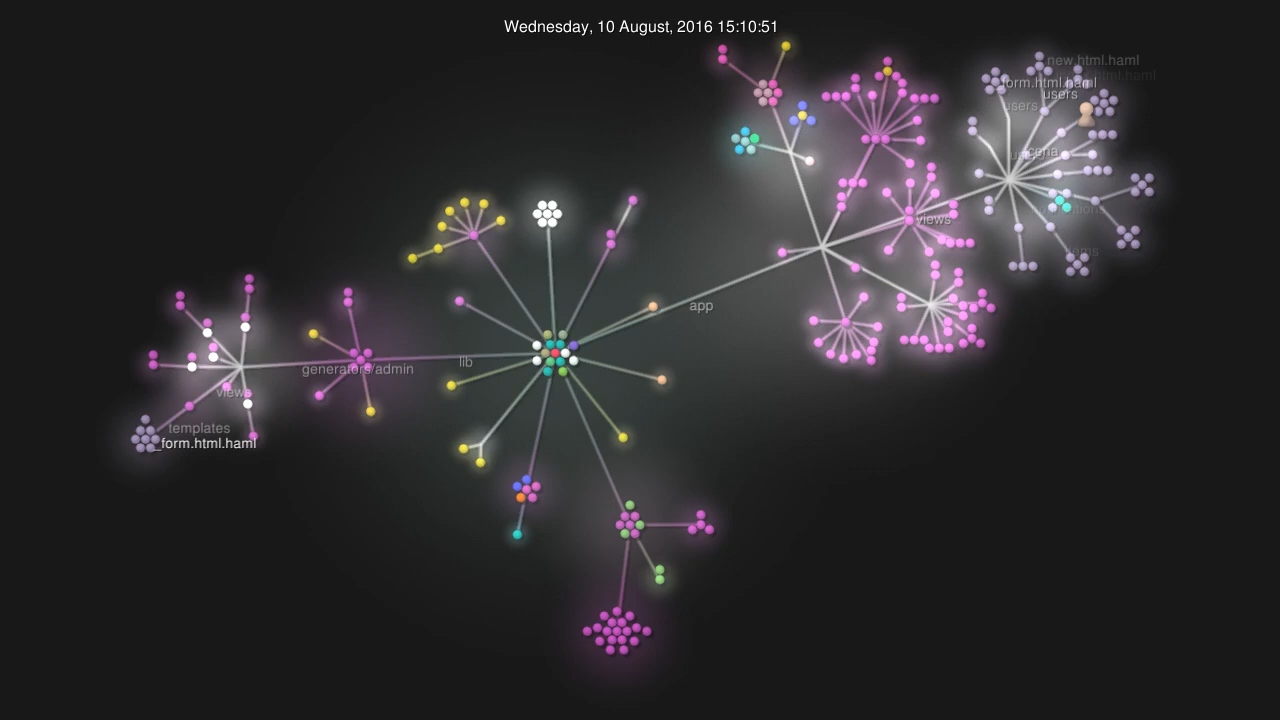 Wednesday, 10 August, 2016 15:10:51
new.html.haml
form.html.haml
users
users
views
app
lib
generators/admin
views
templates
_form.html.haml